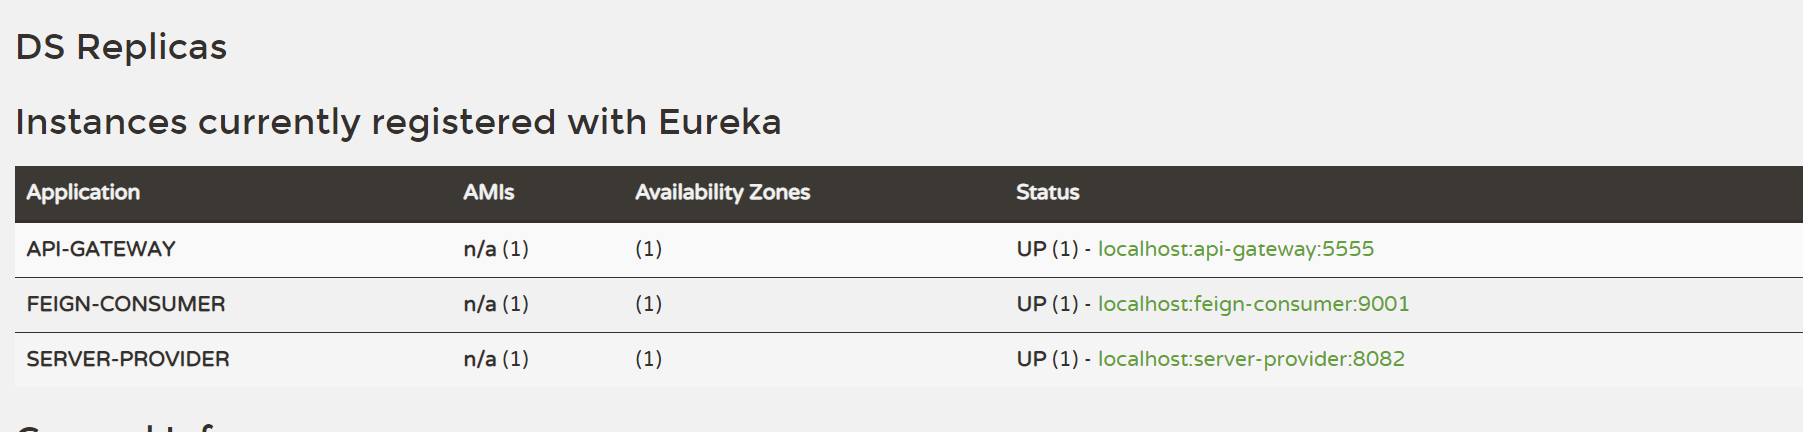 DS Replicas
Instances currently registered with Eureka
Application AMIs Availability Zones Status
API-GATEWAY n/a (1) (1) UP (1) - localhost:api-gateway:5555
FEIGN-CONSUMER n/a (1) (1) UP (1) - localhost:feign-consumer:9001
SERVER-PROVIDER n/a (1) (1) UP (1) - localhost:server-provider:8082